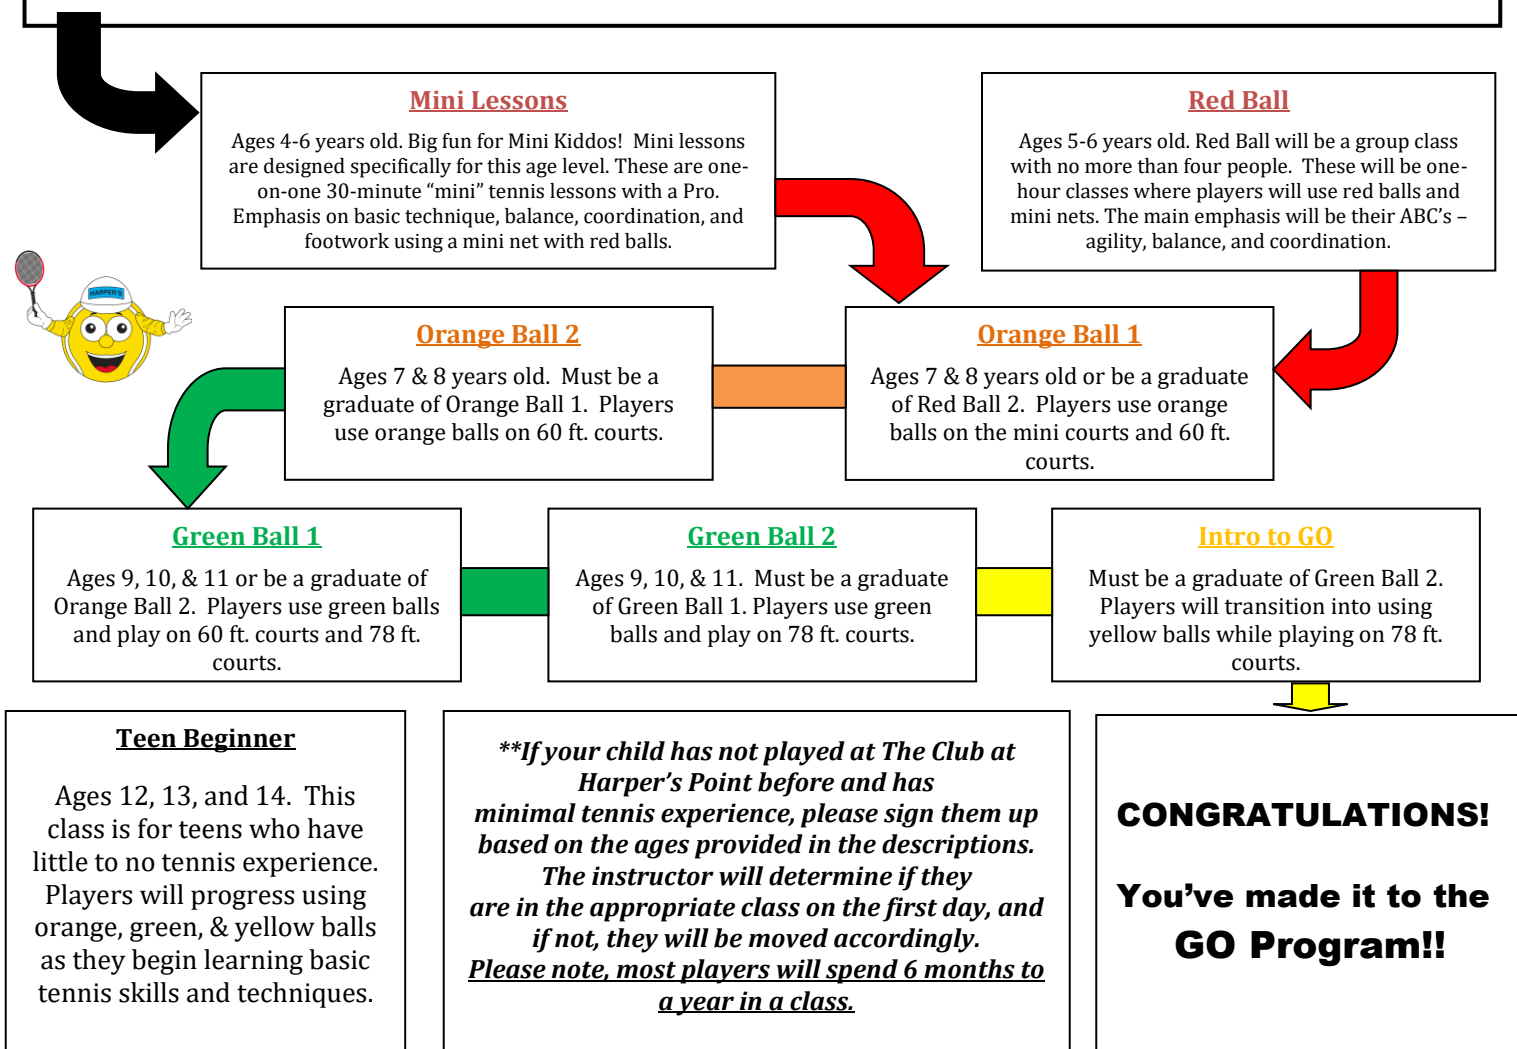 Mini Lessons
Ages 4-6 years old. Big fun for Mini Kiddos!  Mini lessons
are designed specifically for this age level. These are one-
on-one 30-minute “mini” tennis lessons with a Pro.
Emphasis on basic technique, balance, coordination, and
footwork using a mini net with red balls.
Red Ball
Ages 5-6 years old. Red Ball will be a group class
with no more than four people.  These will be one-
hour classes where players will use red balls and
mini nets. The main emphasis will be their ABC’s –
agility, balance, and coordination.
HARPER'S
Orange Ball 2
Ages 7 & 8 years old.  Must be a
graduate of Orange Ball 1.  Players
use orange balls on 60 ft. courts.
Orange Ball 1
Ages 7 & 8 years old or be a graduate
of Red Ball 2.  Players use orange
balls on the mini courts and 60 ft.
courts.
Green Ball 1
Ages 9, 10, & 11 or be a graduate of
Orange Ball 2.  Players use green balls
and play on 60 ft. courts and 78 ft.
courts.
Green Ball 2
Ages 9, 10, & 11.  Must be a graduate
of Green Ball 1. Players use green
balls and play on 78 ft. courts.
Intro to GO
Must be a graduate of Green Ball 2.
Players will transition into using
yellow balls while playing on 78 ft.
courts.
Teen Beginner
Ages 12, 13, and 14.  This
class is for teens who have
little to no tennis experience.
Players will progress using
orange, green, & yellow balls
as they begin learning basic
tennis skills and techniques.
**If your child has not played at The Club at
Harper’s Point before and has
minimal tennis experience, please sign them up
based on the ages provided in the descriptions.
The instructor will determine if they
are in the appropriate class on the first day, and
if not, they will be moved accordingly.
Please note, most players will spend 6 months to
a year in a class.
CONGRATULATIONS!
You’ve made it to the
GO Program!!